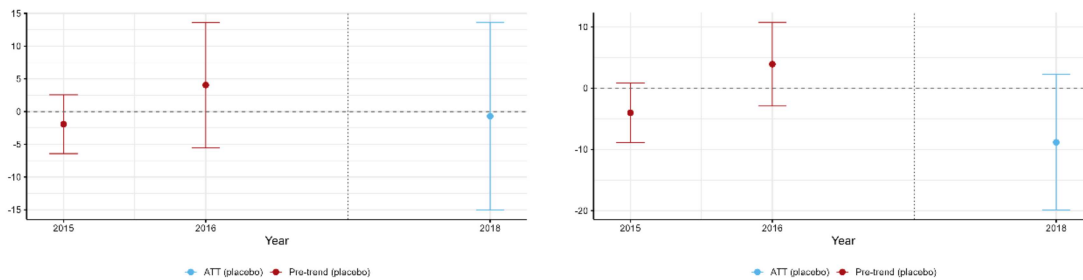 15
10
5
0
-5
-10
-15
2015 2016 2018
Year
ATT (placebo) Pre-trend (placebo)
10
0
-10
-20
2015 2016 2018
Year
ATT (placebo) Pre-trend (placebo)